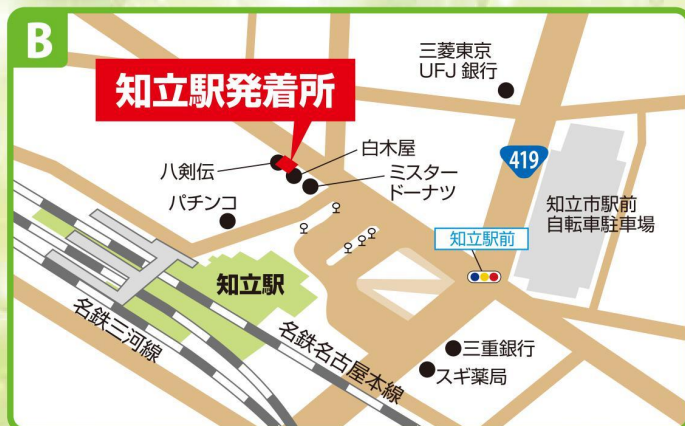 B
三菱東京
UFJ 銀行
知立駅発着所
白木屋
八剣伝
ミスター
ドーナツ
419
パチンコ
知立市駅前
自転車駐車場
知立駅前
知立駅
名鉄三河線
名鉄名古屋本線
三重銀行
スギ薬局